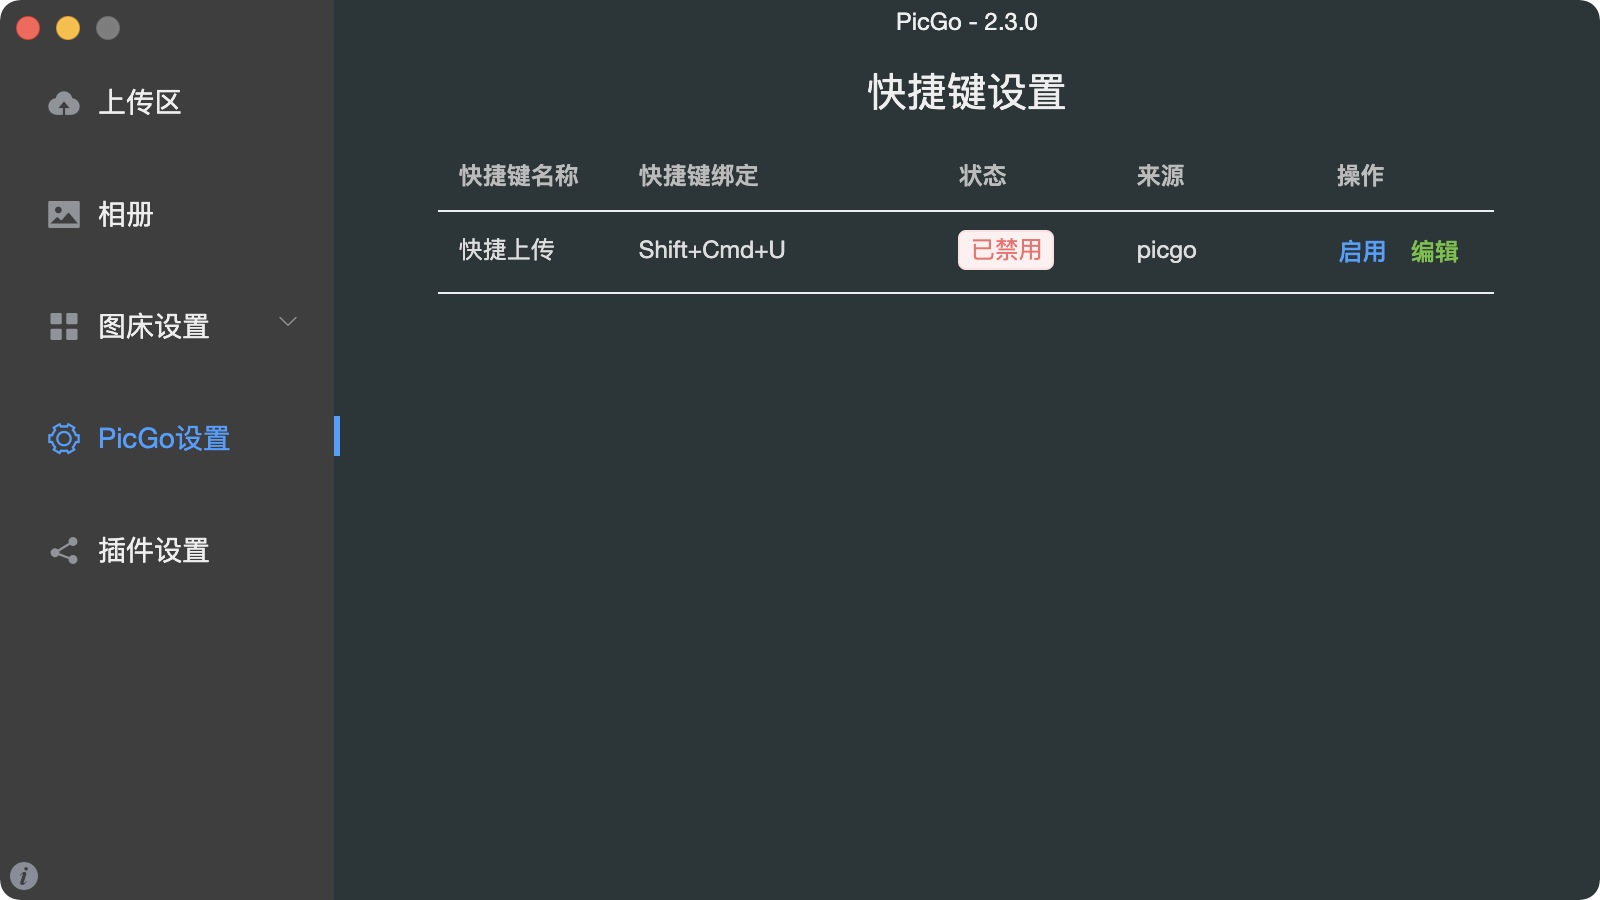 PicGo - 2.3.0
上传区
相册
图床设置
PicGo设置
插件设置
快捷键设置
快捷键名称 快捷键绑定 状态 来源 操作
快捷上传 Shift+Cmd+U 已禁用 picgo 启用 编辑